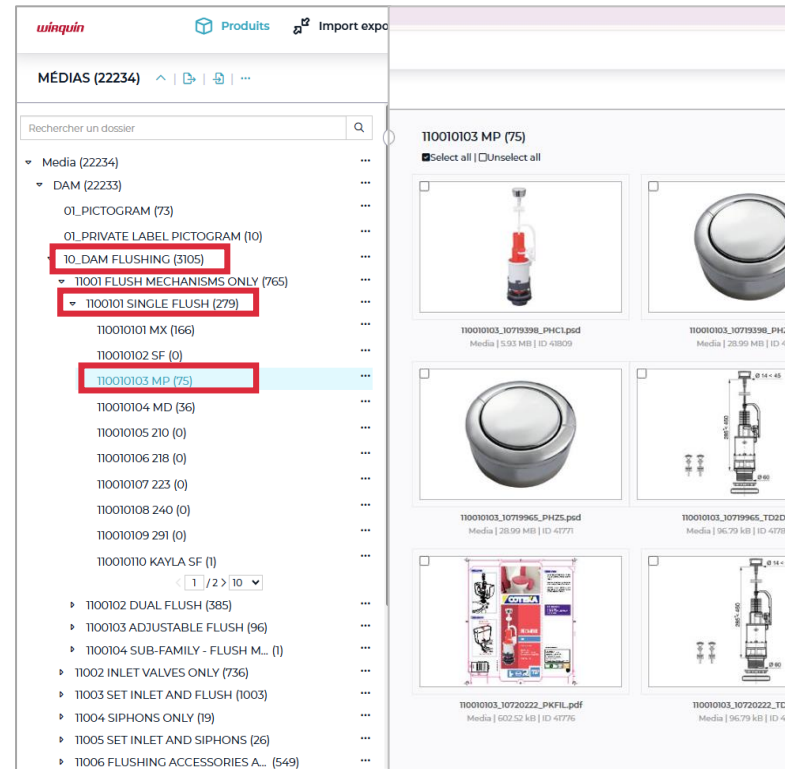 wirquin
Produits
Import expo
MÉDIAS (22234)
Rechercher un dossier
Media (22234)
DAM (22233)
01_PICTOGRAM (73)
01_PRIVATE LABEL PICTOGRAM (10)
10_DAM FLUSHING (3105)
11001 FLUSH MECHANISMS ONLY (765)
1100101 SINGLE FLUSH (279)
110010101 MX (166)
110010102 SF (0)
110010103 MP (75)
110010104 MD (36)
110010105 210 (0)
110010106 218 (0)
110010107 223 (0)
110010108 240 (0)
110010109 291 (0)
110010110 KAYLA SF (1)
1 / 2 > 10
1100102 DUAL FLUSH (385)
1100103 ADJUSTABLE FLUSH (96)
1100104 SUB-FAMILY - FLUSH M... (1)
11002 INLET VALVES ONLY (736)
11003 SET INLET AND FLUSH (1003)
11004 SIPHONS ONLY (19)
11005 SET INLET AND SIPHONS (26)
11006 FLUSHING ACCESSORIES A... (549)
110010103 MP (75)
Select all | Unselect all
110010103_10719398_PHC1.psd
Media | 5.93 MB | ID 41809
110010103_10719398_PHZ
Media | 28.99 MB | ID 4
Ø 14 < 45
Ø 60
110010103_10719965_PHZS.psd
Media | 28.99 MB | ID 41771
110010103_10719965_TD2D
Media | 96.79 kB | ID 4178
COTIKA
Ø 14 <
Ø 60
110010103_10720222_PKFIL.pdf
Media | 602.52 kB | ID 41776
110010103_10720222_TD
Media | 96.79 kB | ID 4